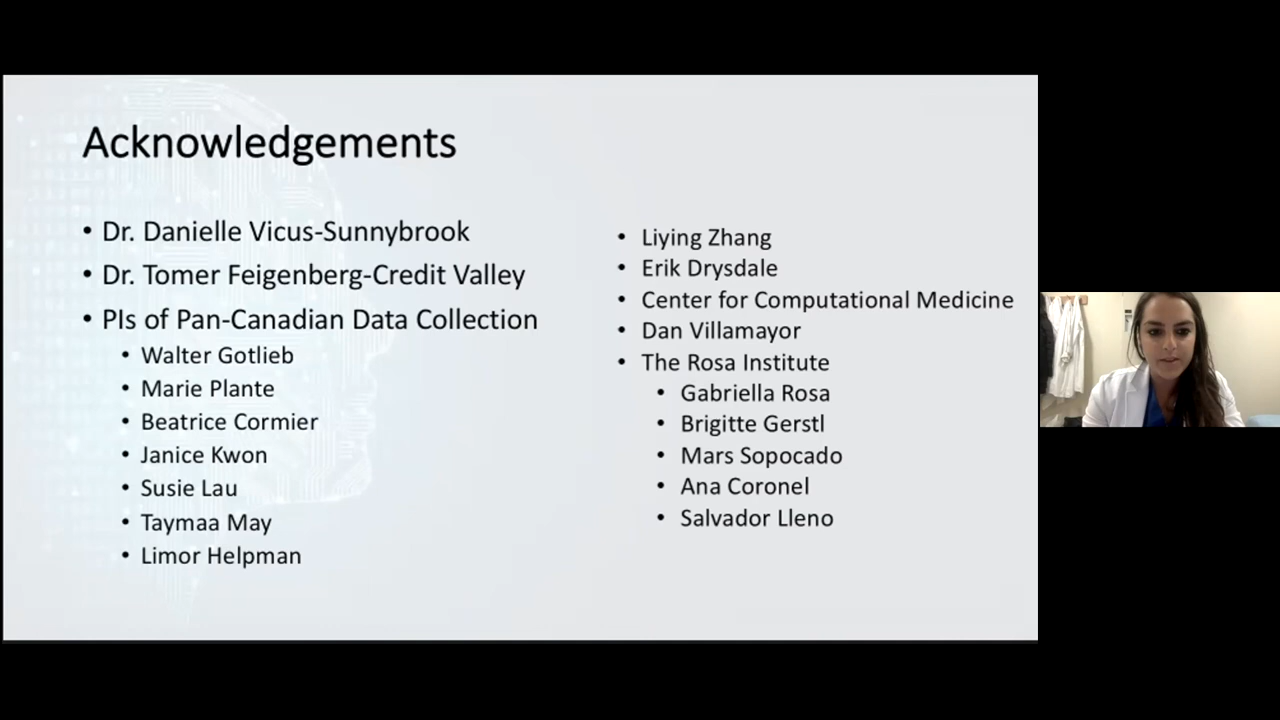 Acknowledgements
• Dr. Danielle Vicus-Sunnybrook
• Dr. Tomer Feigenberg-Credit Valley
• PIs of Pan-Canadian Data Collection
• Walter Gotlieb
• Marie Plante
• Beatrice Cormier
• Janice Kwon
• Susie Lau
• Taymaa May
• Limor Helpman
• Liying Zhang
• Erik Drysdale
• Center for Computational Medicine
• Dan Villamayor
• The Rosa Institute
• Gabriella Rosa
• Brigitte Gerstl
• Mars Sopocado
• Ana Coronel
• Salvador Lleno